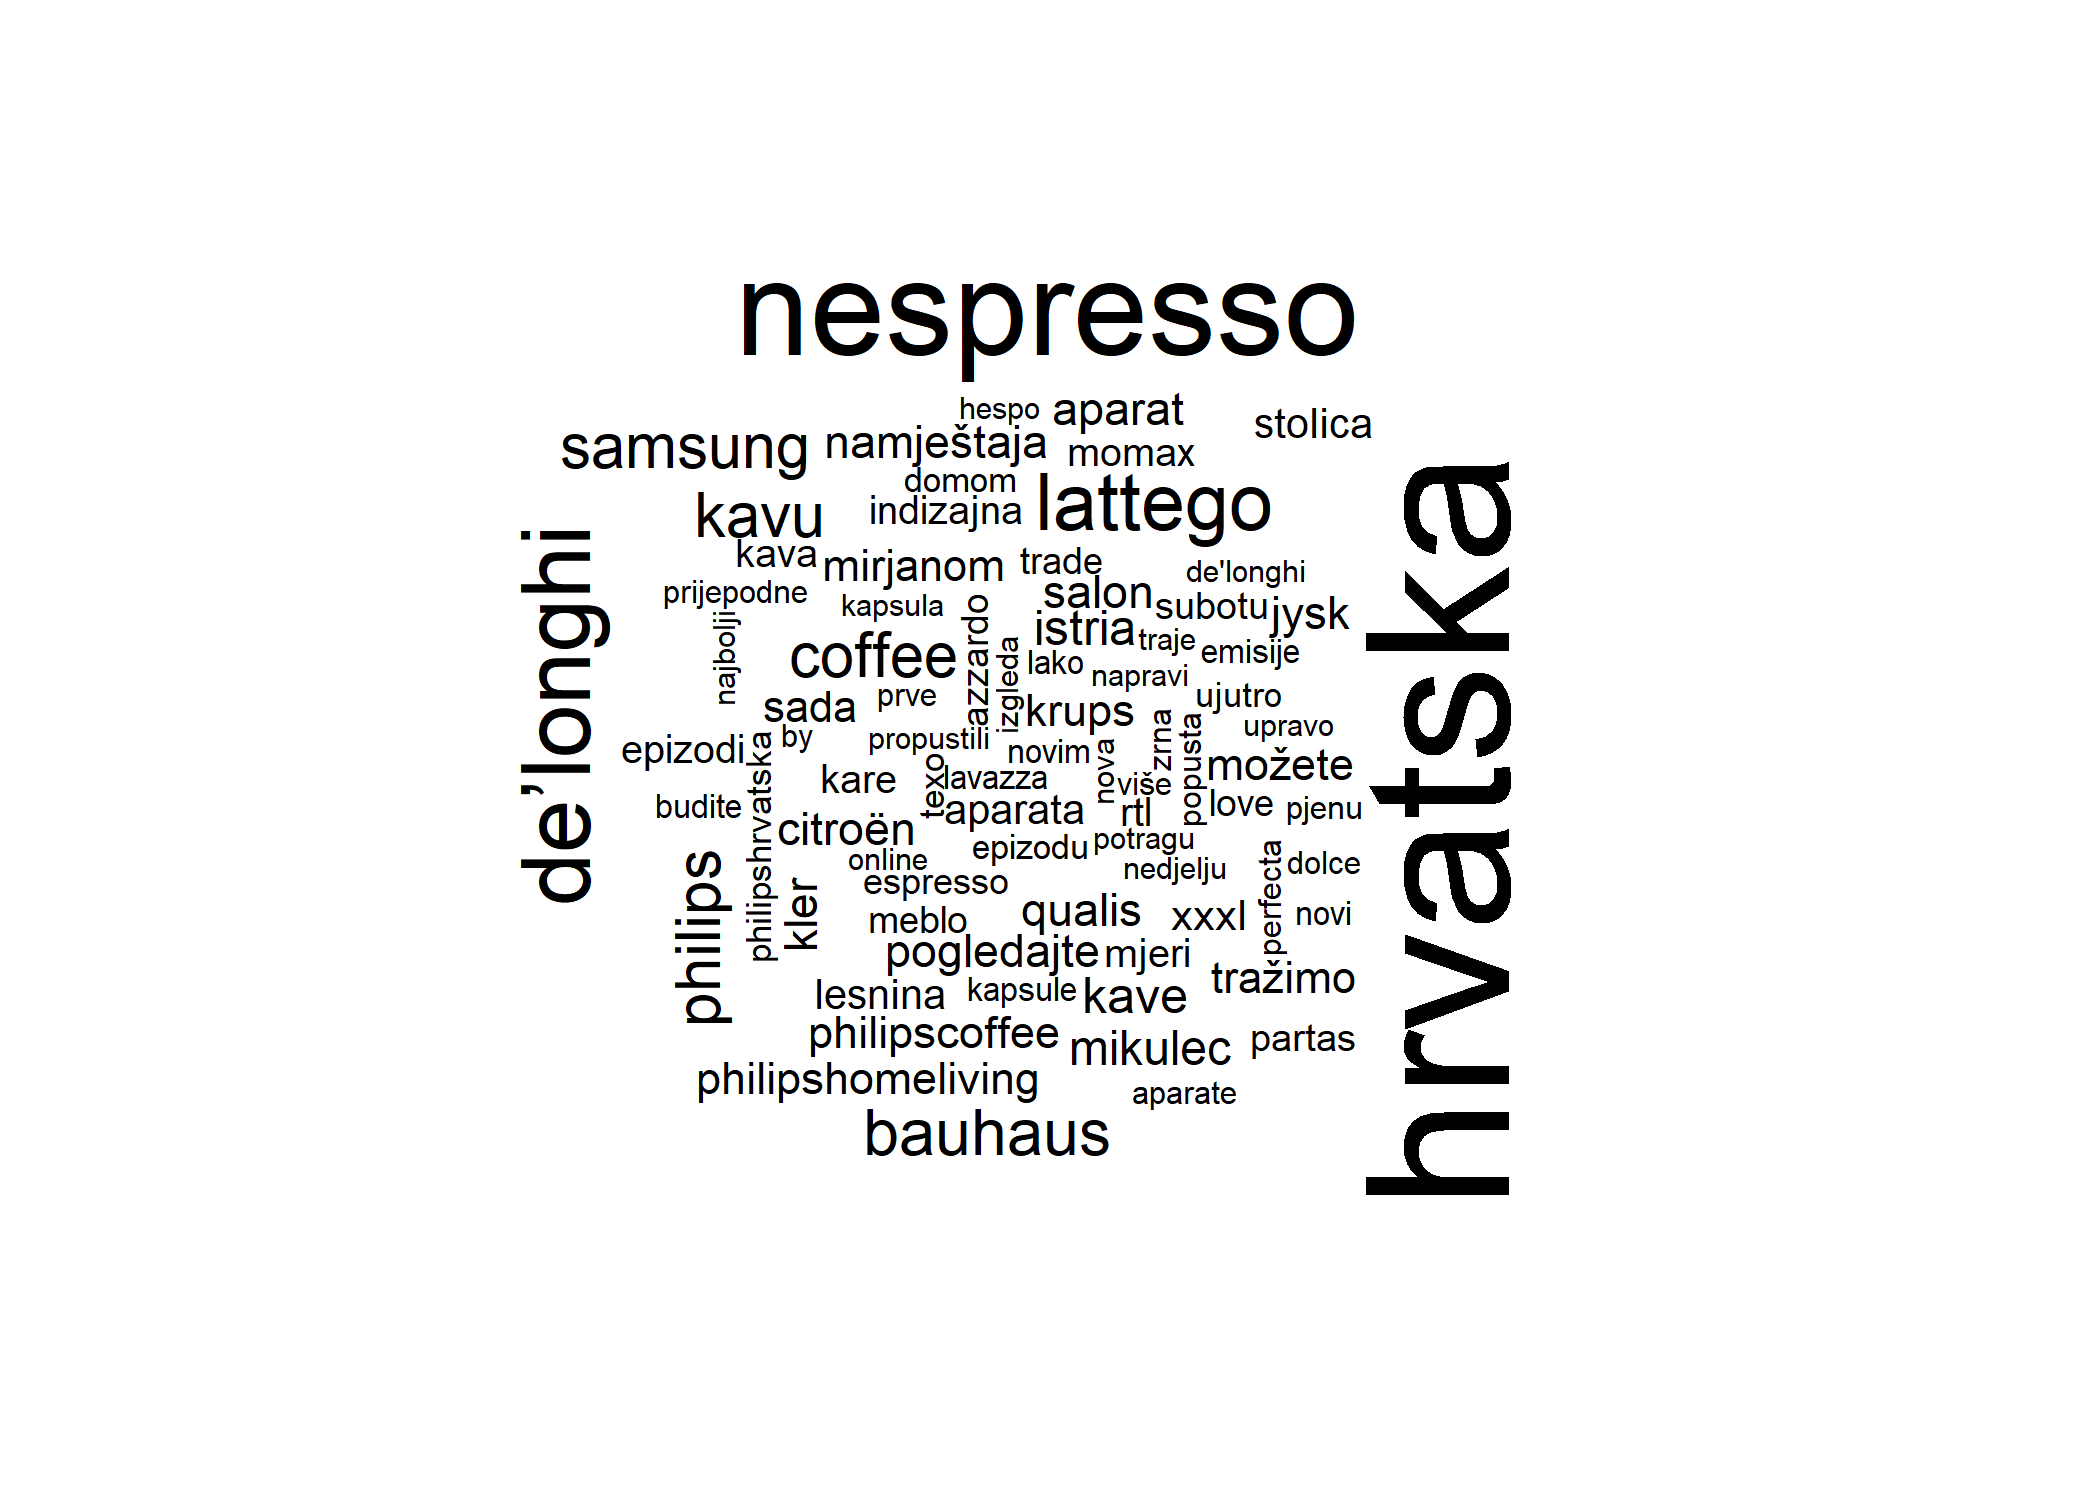 nespresso
hespo
aparat
stolica
samsung
namještaja
momax
domom
lattego
kavu
indizajna
hrvatska
de’longhi
kava
mirjanom
trade
de'longhi
prijepodne
kapsula
salon
subotu
jysk
najbolji
azzardo
istria
traje
coffee
izgleda
lako
emisije
napravi
sada
prve
krups
ujutro
zrna
upravo
epizodi
by
propustili
novim
popusta
philipshrvatska
kare
texo
lavazza
nova
više
možete
budite
citroën
aparata
rtl
love
pjenu
online
epizodu
potragu
philips
kler
espresso
nedjelju
perfecta
dolce
meblo
qualis
xxxl
novi
pogledajte
mjeri
tražimo
lesnina
kapsule
kave
philipscoffee
mikulec
partas
philipshomeliving
aparate
bauhaus